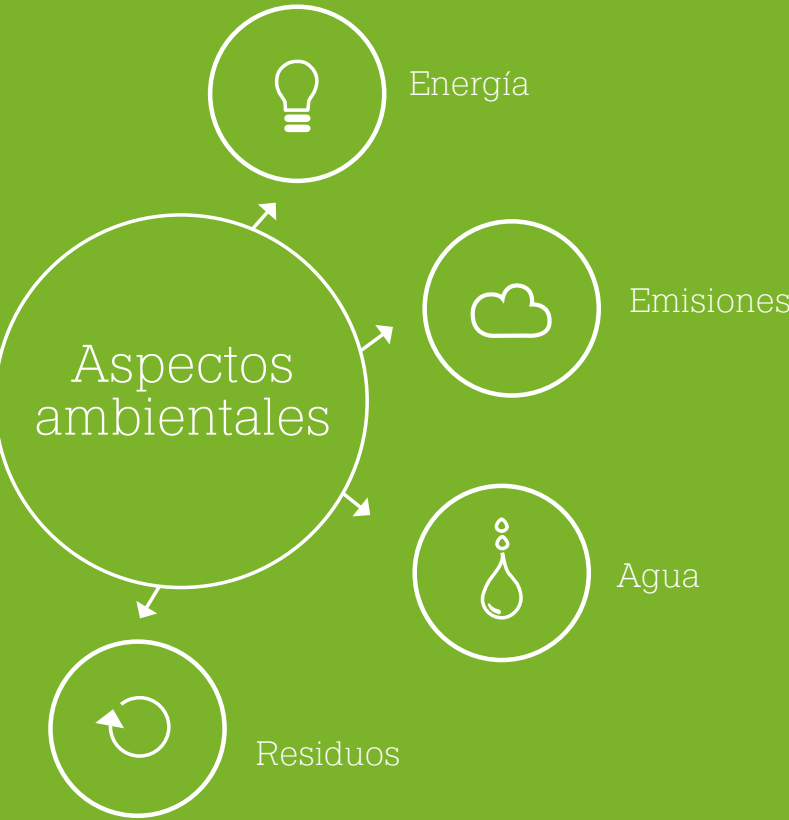 Energía
Emisiones
Aspectos
ambientales
Agua
Residuos